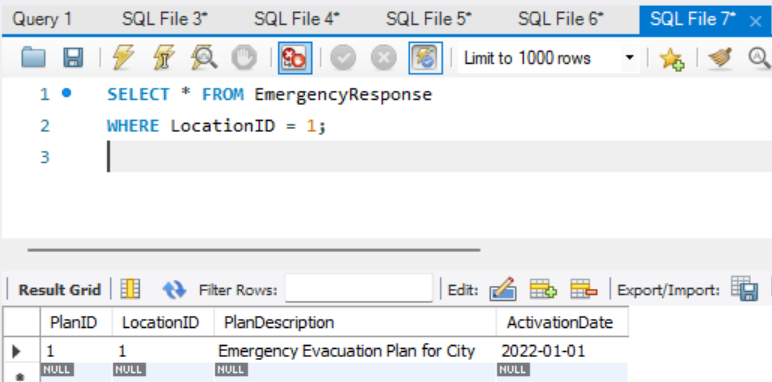 Query 1 SQL File 3* SQL File 4* SQL File 5* SQL File 6* SQL File 7* ×
Limit to 1000 rows
1 SELECT * FROM EmergencyResponse
2 WHERE LocationID = 1;
3
Result Grid Filter Rows: Edit: Export/Import:
PlanID LocationID PlanDescription ActivationDate
1 1 Emergency Evacuation Plan for City 2022-01-01
NULL NULL NULL NULL